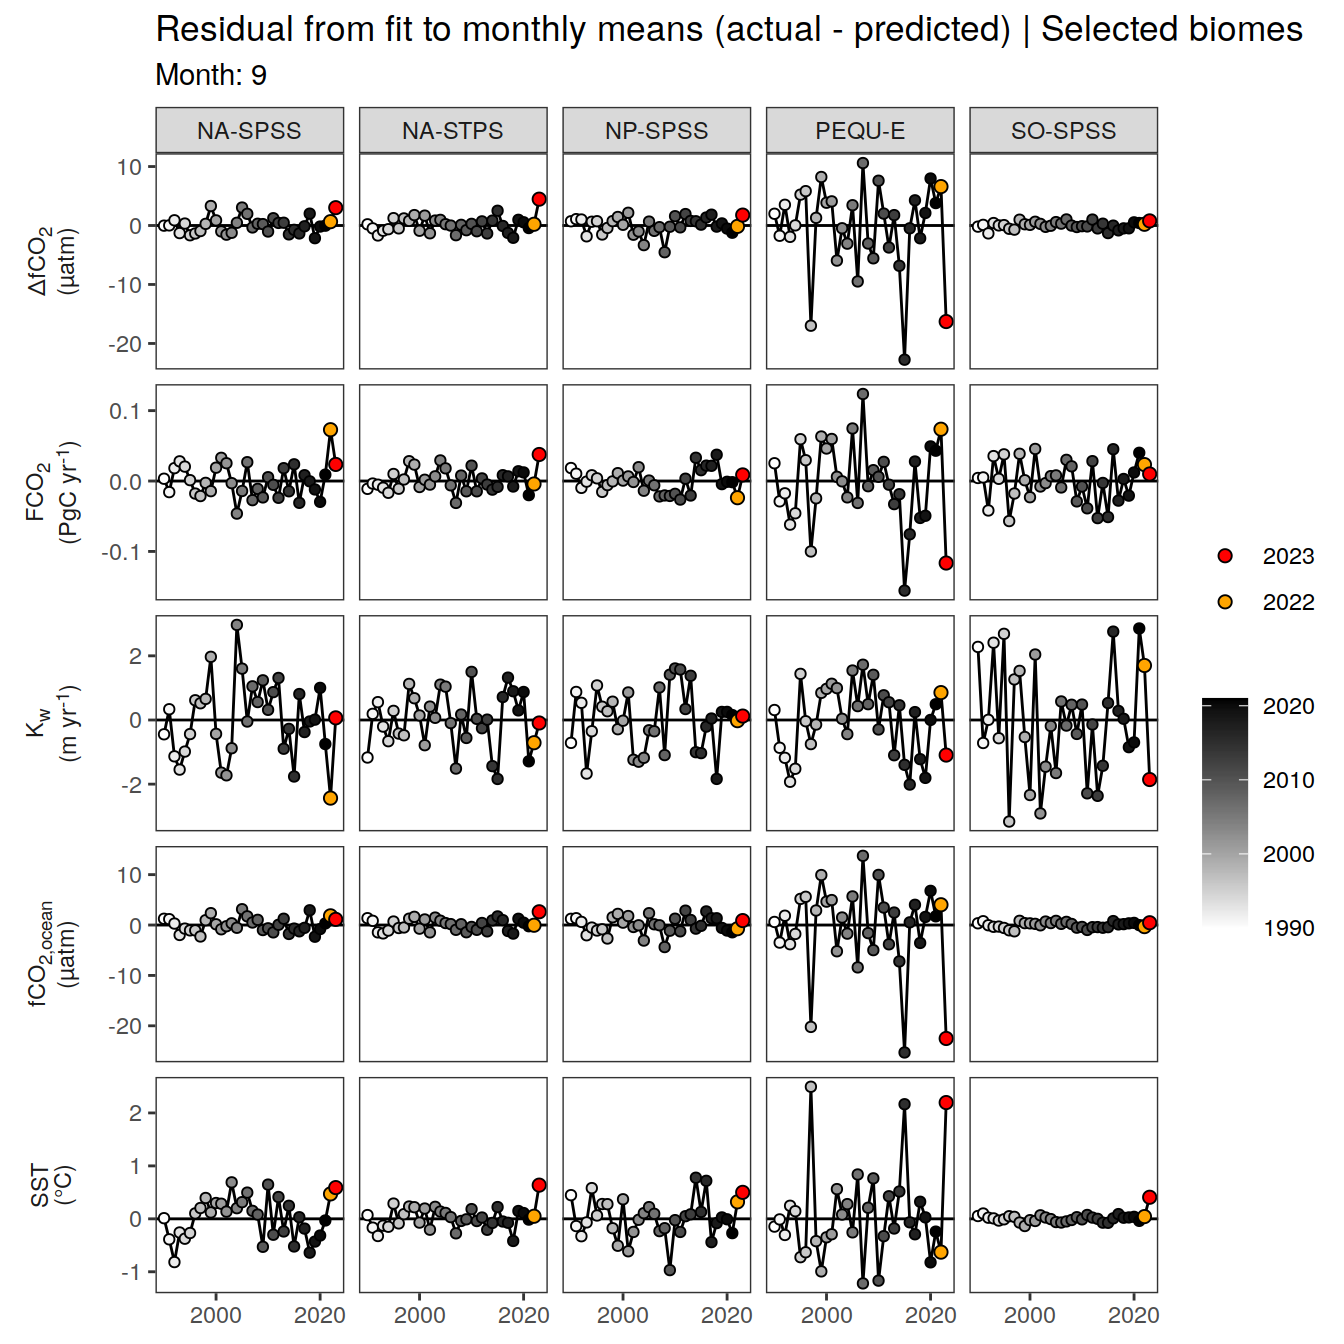 Residual from fit to monthly means (actual - predicted) | Selected biomes
Month: 9
NA-SPSS NA-STPS NP-SPSS PEQU-E SO-SPSS
ΔfCO2
(µatm)
10
0
-10
-20
FCO2
(PgC yr⁻¹)
0.1
0.0
-0.1
Kw
(m yr⁻¹)
2
0
-2
fCO2,ocean
(µatm)
10
0
-10
-20
SST
(°C)
2
1
0
-1
2000 2020 2000 2020 2000 2020 2000 2020 2000 2020
2023
2022
2020
2010
2000
1990